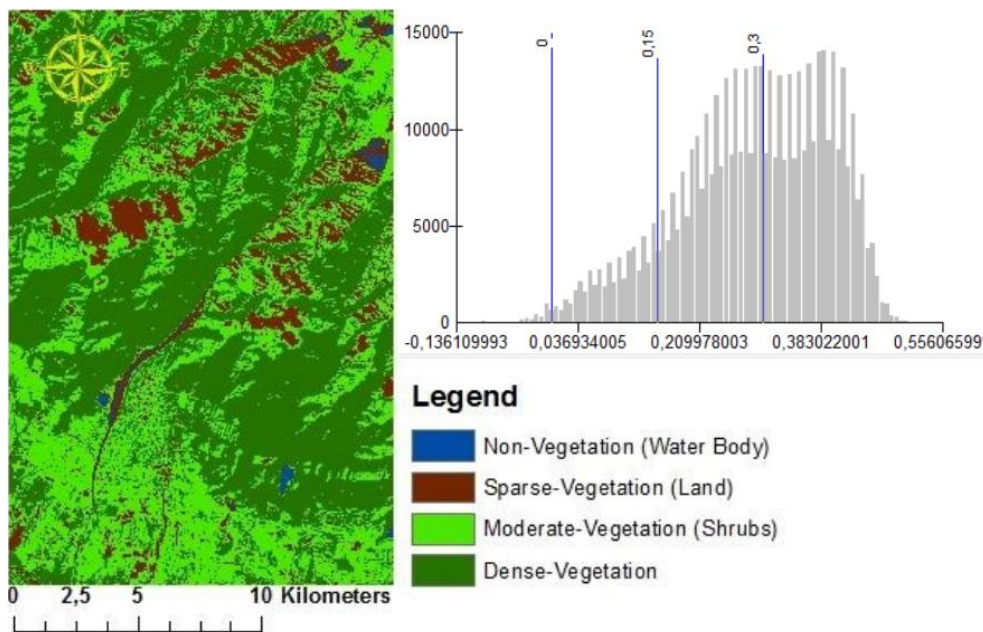 N
W E
S
15000
10000
5000
0
0
0,15
0,3
-0,136109993 0,036934005 0,209978003 0,383022001 0,55606599
Legend
Non-Vegetation (Water Body)
Sparse-Vegetation (Land)
Moderate-Vegetation (Shrubs)
Dense-Vegetation
0 2,5 5 10 Kilometers